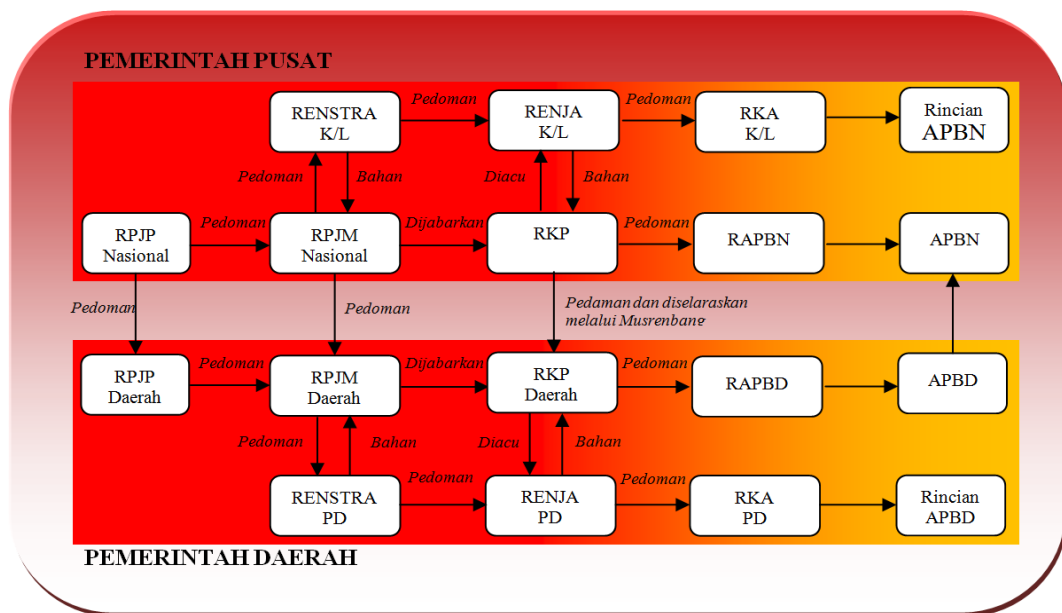 PEMERINTAH PUSAT
RENSTRA
K/L
Pedoman
RENJA
K/L
Pedoman
RKA
K/L
Rincian
APBN
Pedoman
Bahan
Diacu
Bahan
RPJP
Nasional
Pedoman
RPJM
Nasional
Dijabarkan
RKP
Pedoman
RAPBN
APBN
Pedoman
Pedoman
Pedaman dan diselaraskan
melalui Musrenbang
RPJP
Daerah
Pedoman
RPJM
Daerah
Dijabarkan
RKP
Daerah
Pedoman
RAPBD
APBD
Pedoman
Bahan
Diacu
Bahan
RENSTRA
PD
Pedoman
RENJA
PD
Pedoman
RKA
PD
Rincian
APBD
PEMERINTAH DAERAH